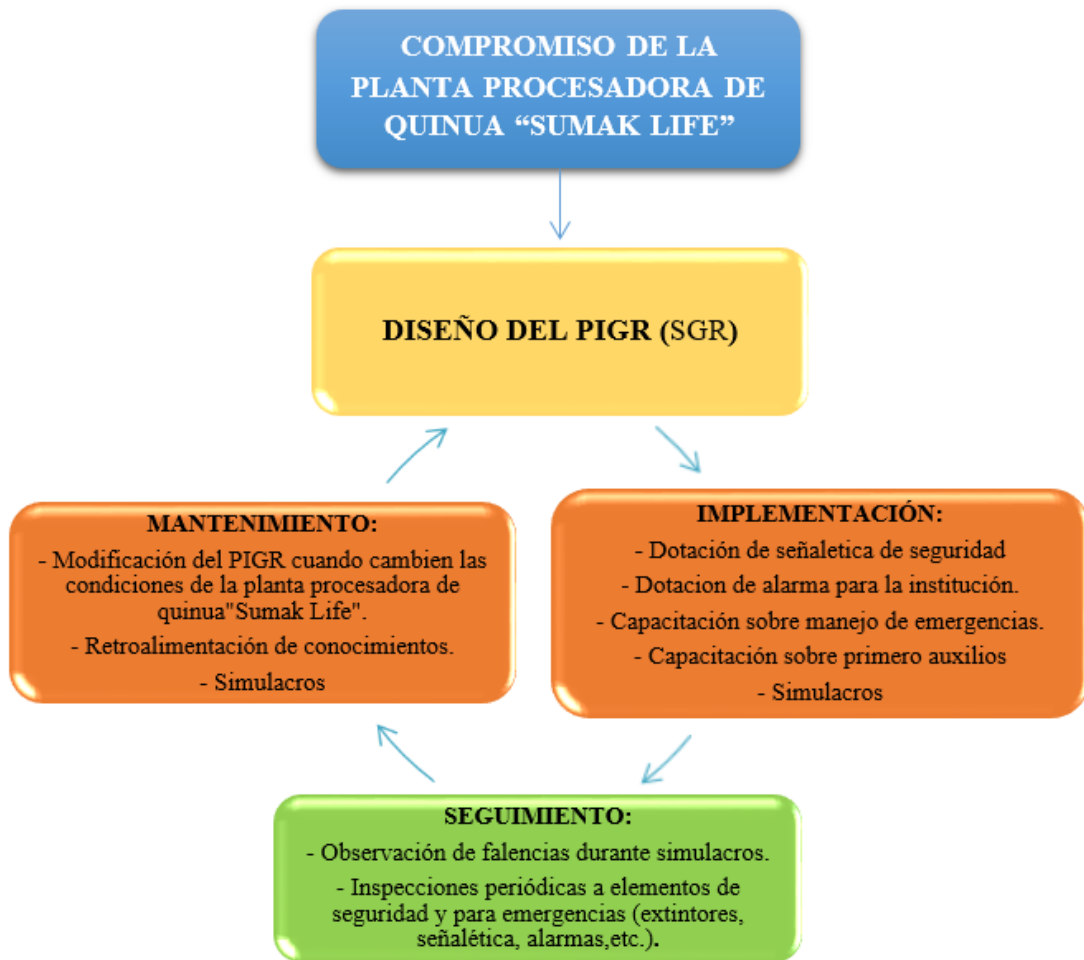 COMPROMISO DE LA
PLANTA PROCESADORA DE
QUINUA “SUMAK LIFE”
DISEÑO DEL PIGR (SGR)
MANTENIMIENTO:
- Modificación del PIGR cuando cambien las
condiciones de la planta procesadora de
quinua"Sumak Life".
- Retroalimentación de conocimientos.
- Simulacros
IMPLEMENTACIÓN:
- Dotación de señaletica de seguridad
- Dotacion de alarma para la institución.
- Capacitación sobre manejo de emergencias.
- Capacitación sobre primero auxilios
- Simulacros
SEGUIMIENTO:
- Observación de falencias durante simulacros.
- Inspecciones periódicas a elementos de
seguridad y para emergencias (extintores,
señalética, alarmas,etc.).